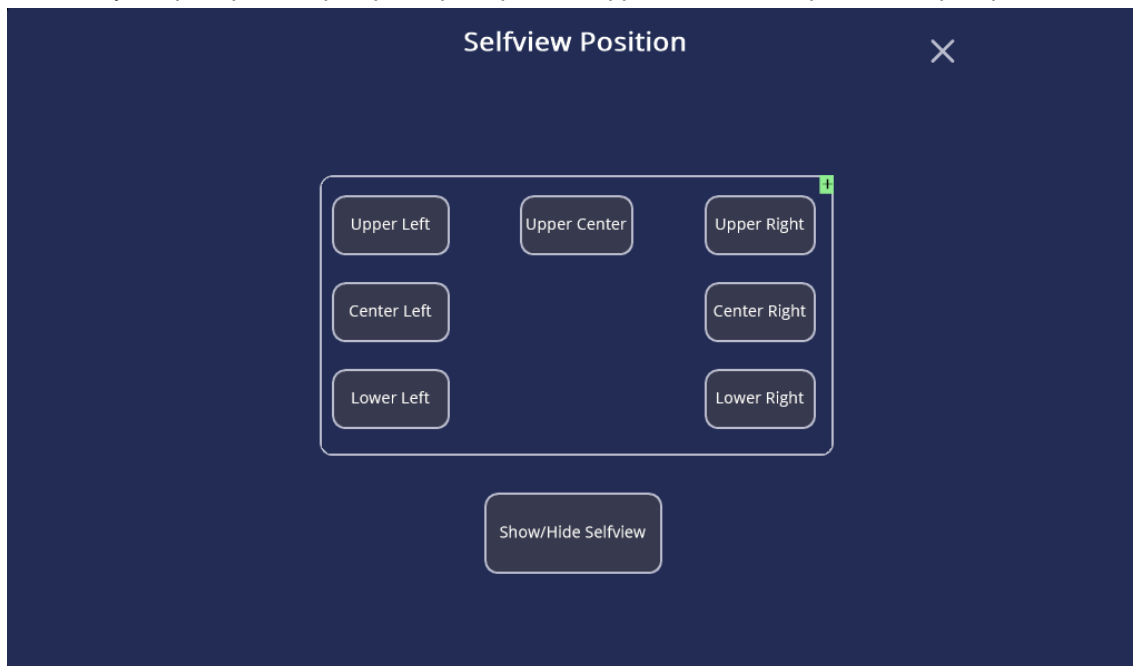 Selfview Position
Upper Left Upper Center Upper Right
Center Left Center Right
Lower Left Lower Right
Show/Hide Selfview